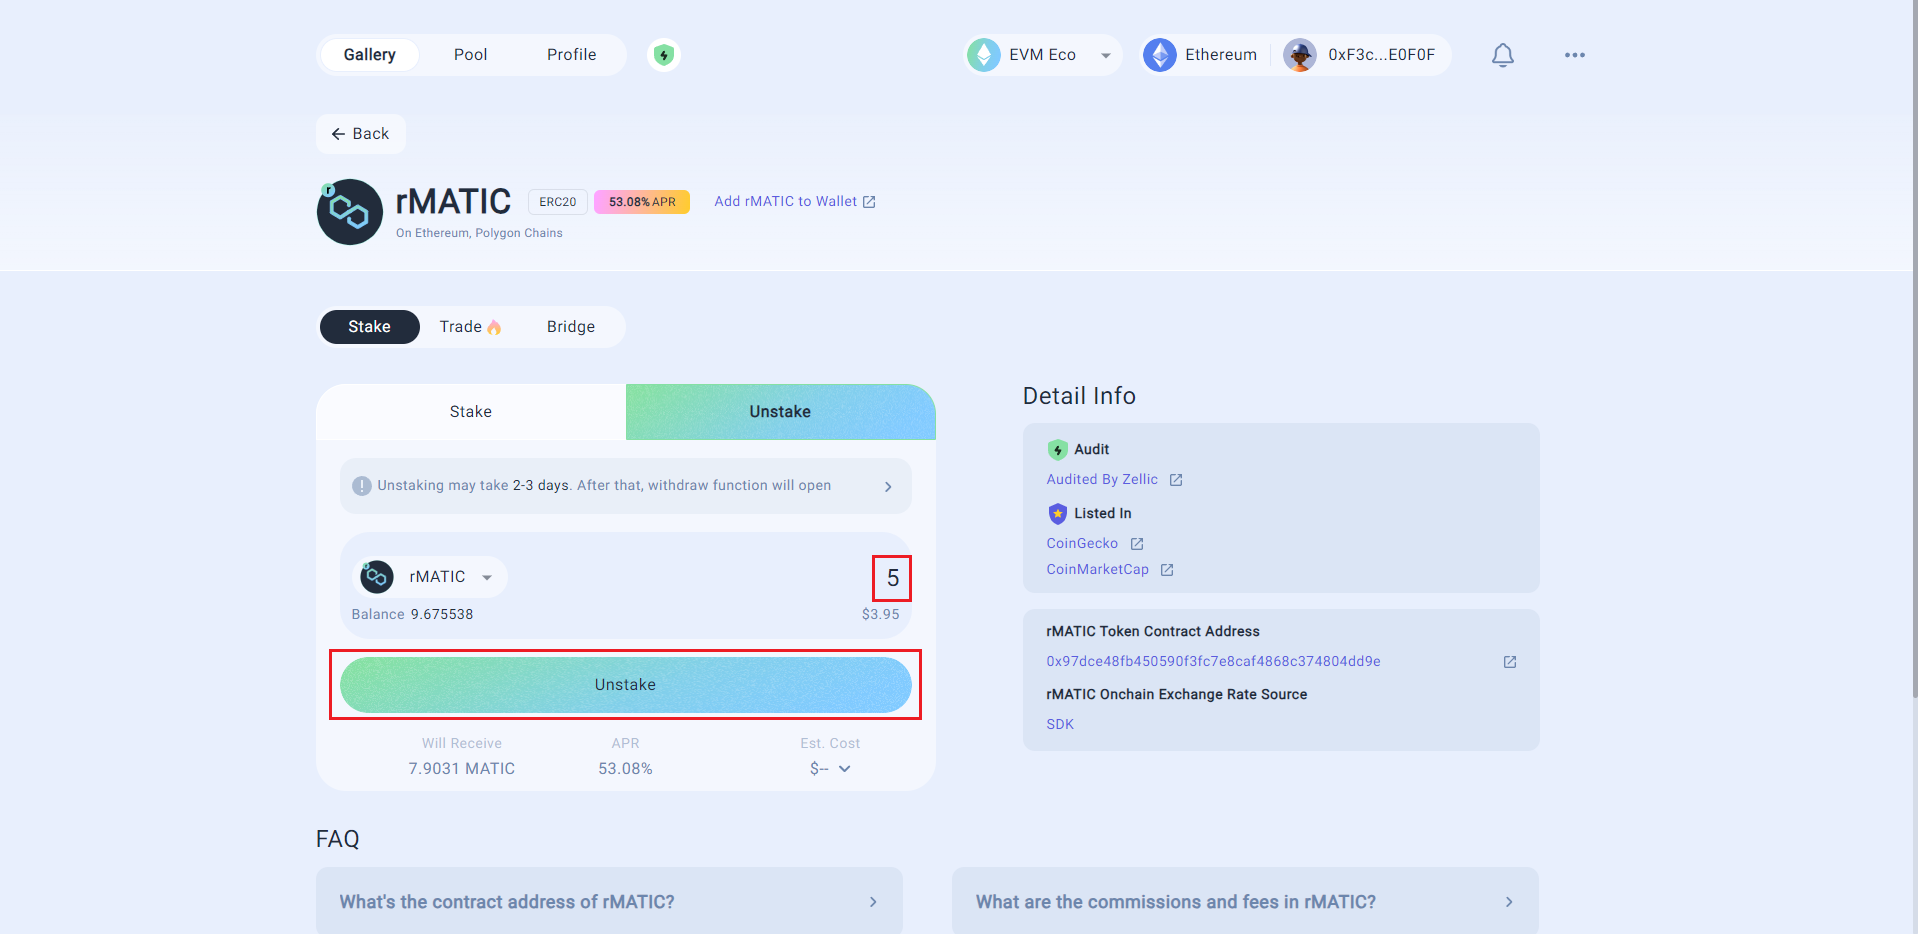 Gallery Pool Profile EVM Eco Ethereum 0xF3c...E0F0F
Back
rMATIC ERC20 53.08% APR Add rMATIC to Wallet
On Ethereum, Polygon Chains
Stake Trade Bridge
Stake Unstake
Unstaking may take 2-3 days. After that, withdraw function will open
rMATIC 5
Balance 9.675538 $3.95
Unstake
Will Receive APR Est. Cost
7.9031 MATIC 53.08% $--
Detail Info
Audit
Audited By Zellic
Listed In
CoinGecko
CoinMarketCap
rMATIC Token Contract Address
0x97dce48fb450590f3fc7e8caf4868c374804dd9e
rMATIC Onchain Exchange Rate Source
SDK
FAQ
What's the contract address of rMATIC?
What are the commissions and fees in rMATIC?